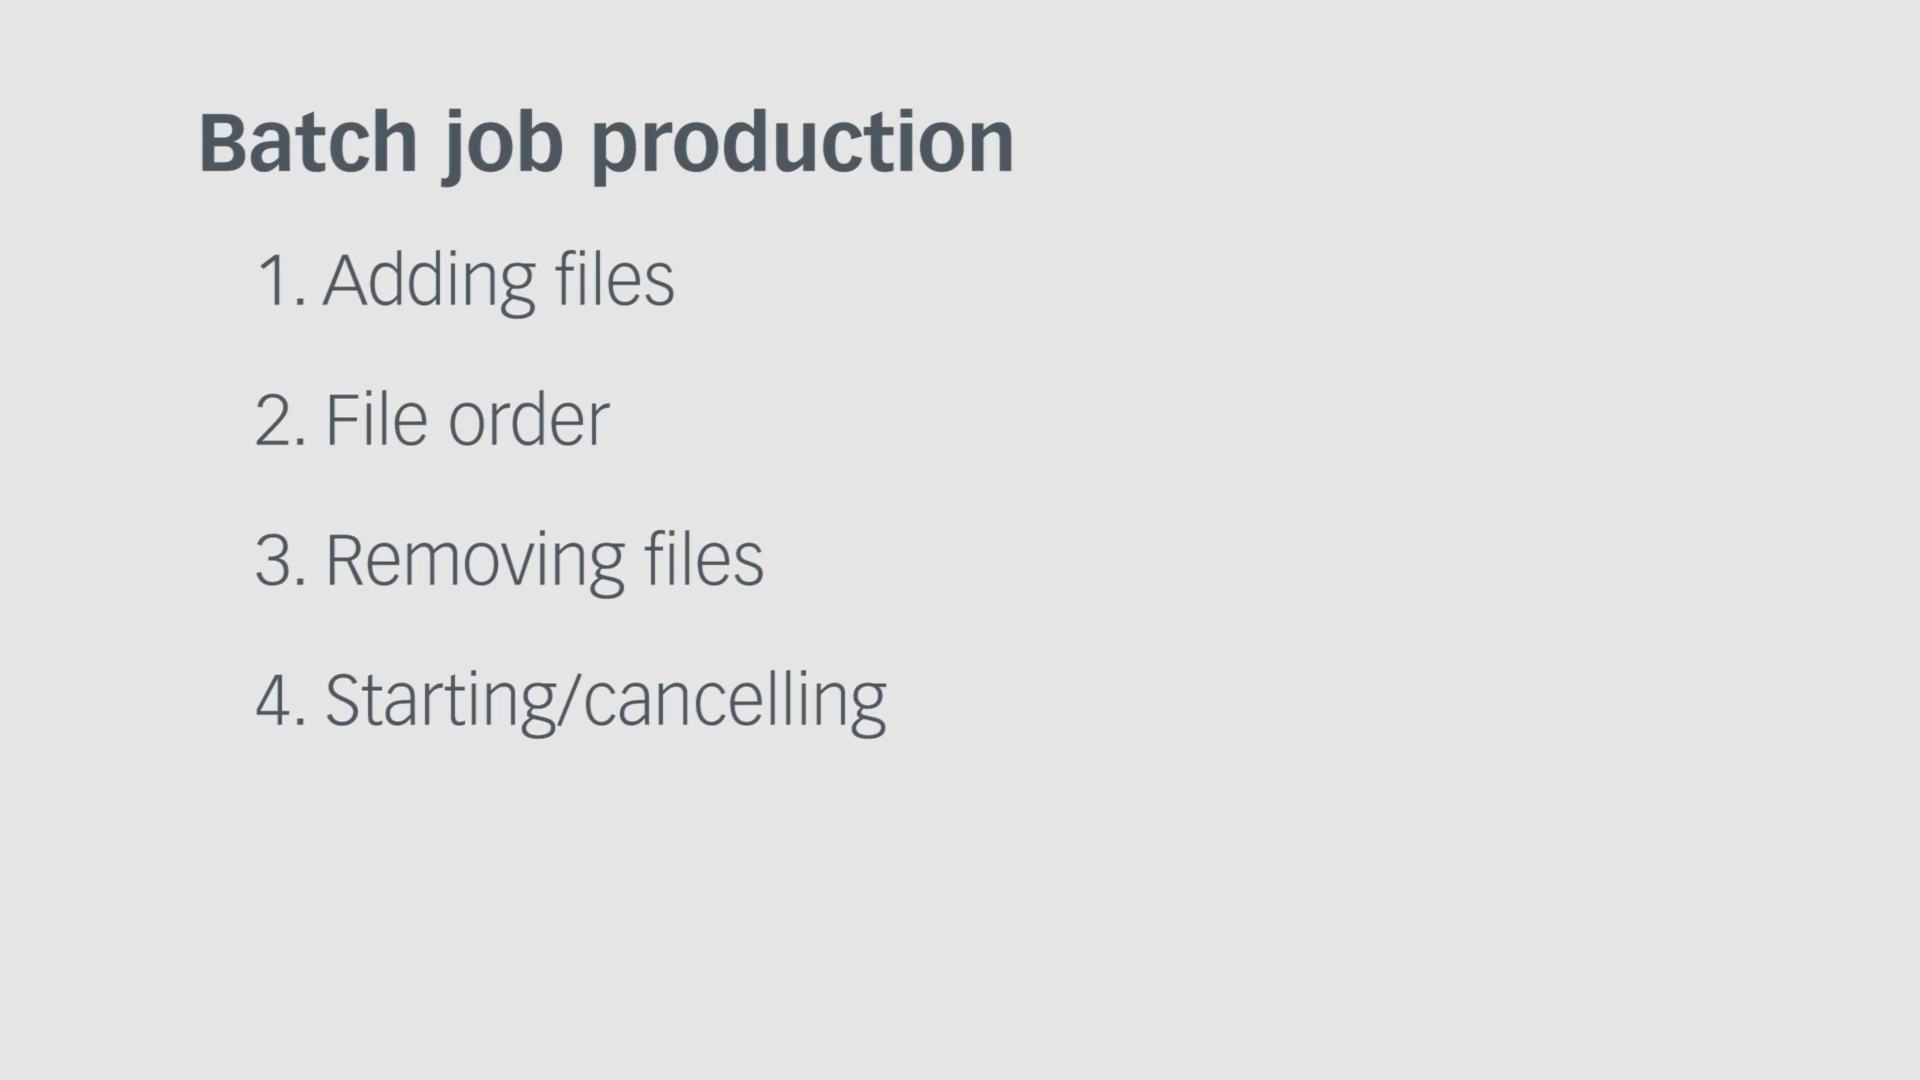 Batch job production
1. Adding files
2. File order
3. Removing files
4. Starting/cancelling